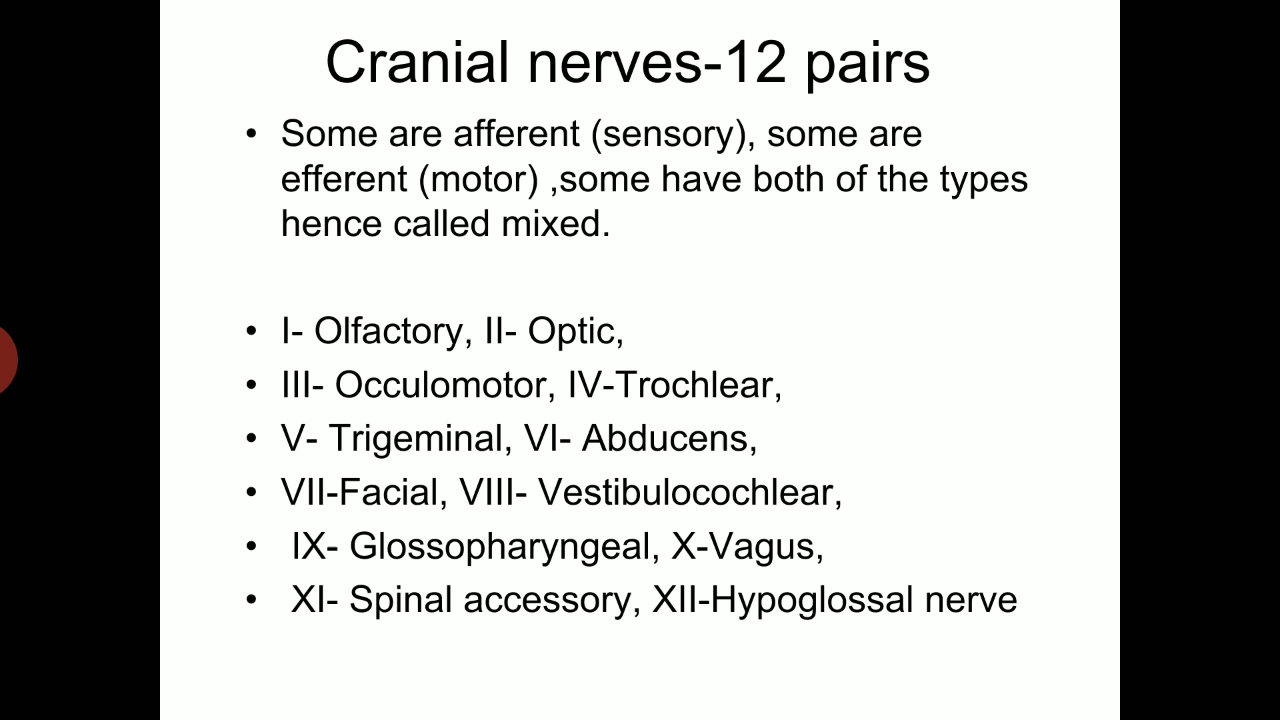 Cranial nerves-12 pairs
• Some are afferent (sensory), some are
efferent (motor) ,some have both of the types
hence called mixed.
• I- Olfactory, II- Optic,
• III- Occulomotor, IV-Trochlear,
• V- Trigeminal, VI- Abducens,
• VII-Facial, VIII- Vestibulocochlear,
• IX- Glossopharyngeal, X-Vagus,
• XI- Spinal accessory, XII-Hypoglossal nerve